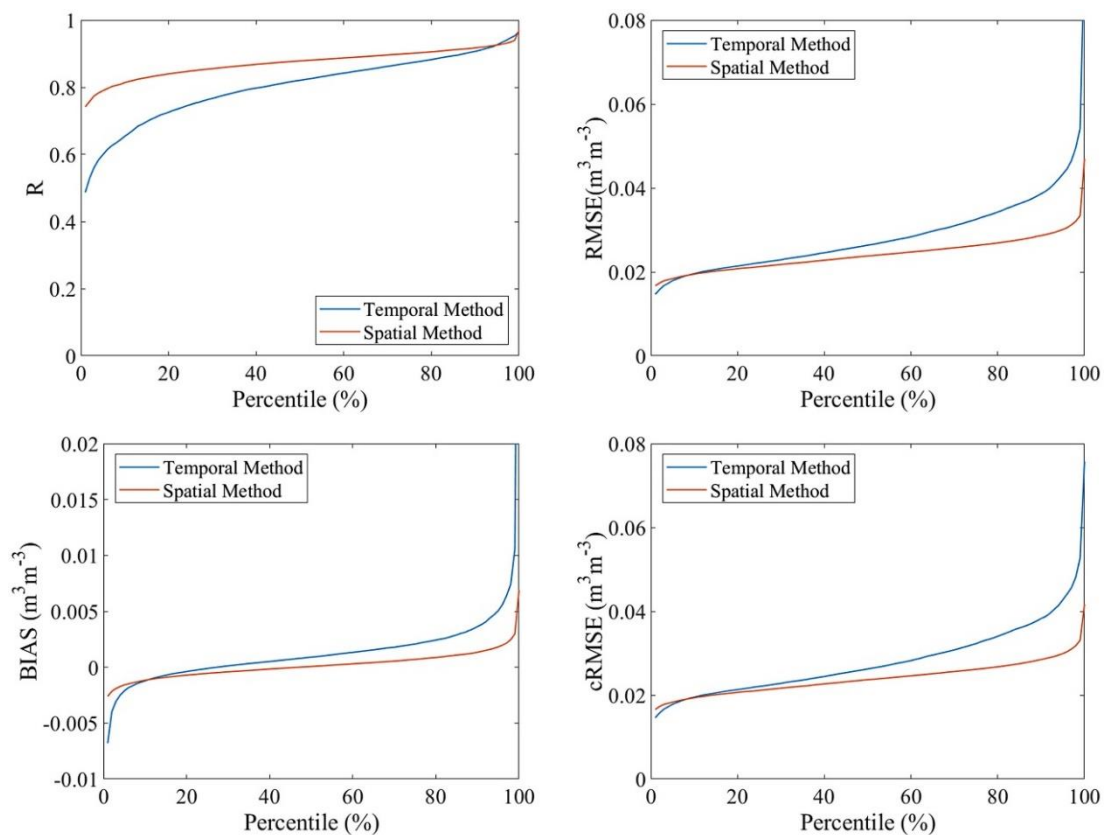 1
0.8
0.6
R
0.4
0.2
0
Temporal Method
Spatial Method
0 20 40 60 80 100
Percentile (%)
0.08
0.06
RMSE(m³m⁻³)
0.04
0.02
0
Temporal Method
Spatial Method
0 20 40 60 80 100
Percentile (%)
0.02
0.015
0.01
BIAS (m³m⁻³)
0.005
0
-0.005
-0.01
Temporal Method
Spatial Method
0 20 40 60 80 100
Percentile (%)
0.08
0.06
cRMSE (m³m⁻³)
0.04
0.02
0
Temporal Method
Spatial Method
0 20 40 60 80 100
Percentile (%)